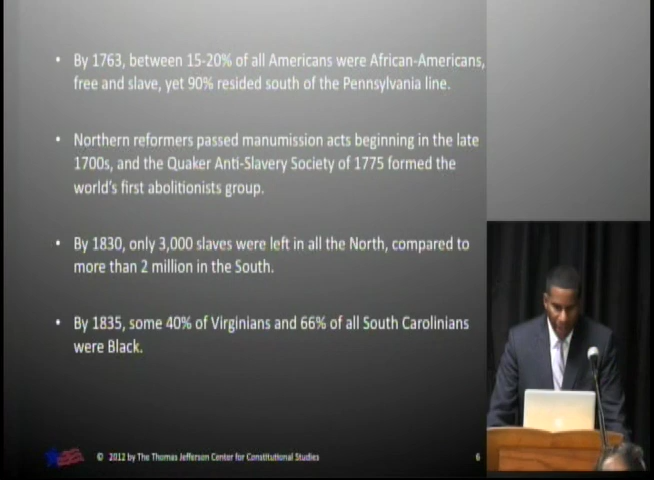 • By 1763, between 15-20% of all Americans were African-Americans,
free and slave, yet 90% resided south of the Pennsylvania line.
• Northern reformers passed manumission acts beginning in the late
1700s, and the Quaker Anti-Slavery Society of 1775 formed the
world's first abolitionists group.
• By 1830, only 3,000 slaves were left in all the North, compared to
more than 2 million in the South.
• By 1835, some 40% of Virginians and 66% of all South Carolinians
were Black.
© 2012 by The Thomas Jefferson Center for Constitutional Studies
6